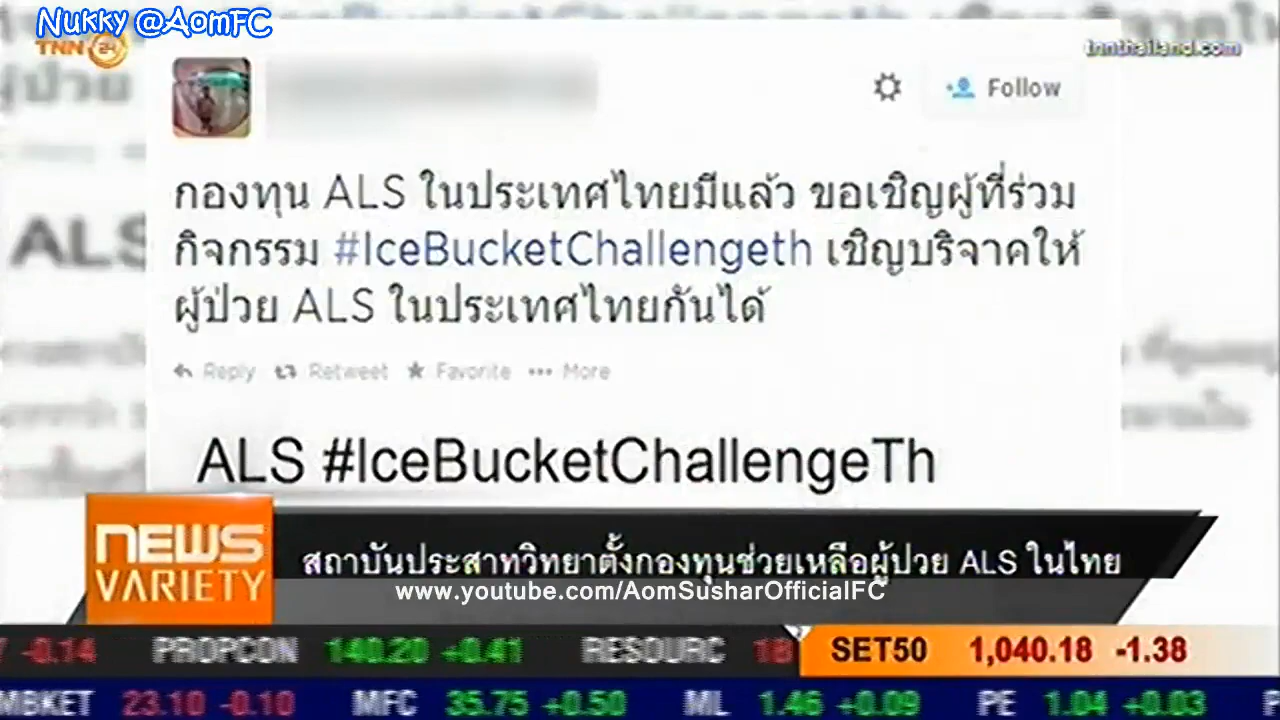 Nukky @AomFC
TNN 24
tnnthailand.com
Follow
กองทุน ALS ในประเทศไทยมีแล้ว ขอเชิญผู้ที่ร่วม
กิจกรรม #IceBucketChallengeth เชิญบริจาคให้
ผู้ป่วย ALS ในประเทศไทยกันได้
Reply Retweet Favorite More
ALS
ALS #IceBucketChallengeTh
NEWS
VARIETY
สถาบันประสาทวิทยาตั้งกองทุนช่วยเหลือผู้ป่วย ALS ในไทย
www.youtube.com/AomSusharOfficialFC
-0.14 PROPCON 140.20 +0.41 RESOURC 18 SET50 1,040.18 -1.38
MBKET 23.10 -0.10 MFC 35.75 +0.50 ML 1.46 +0.09 PE 1.04 +0.03